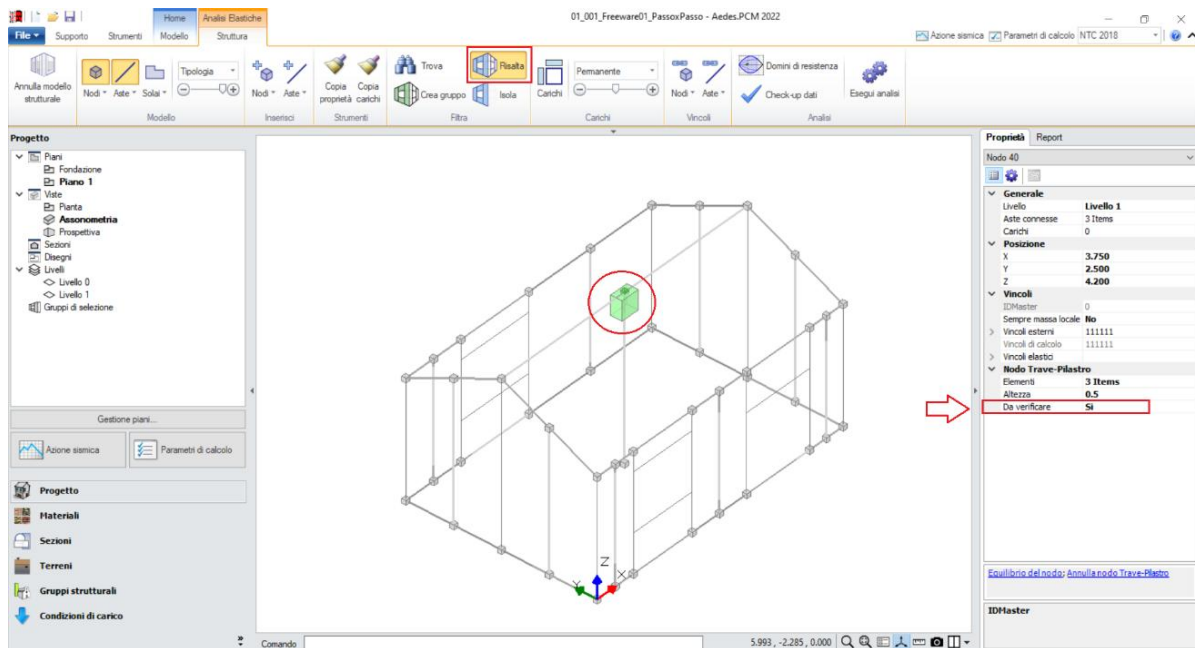 01_001_Freeware01_PassoxPasso - Aedes.PCM 2022
Home
Analisi Elastiche
File
Supporto
Strumenti
Modello
Struttura
Azione sismica
Parametri di calcolo
NTC 2018
Annulla modello
strutturale
Nodi
Aste
Solai
Tipologia
Modello
Nodi
Aste
Inserisci
Copia
proprietà
Copia
carichi
Strumenti
Trova
Risalta
Crea gruppo
Isola
Filtra
Carichi
Permanente
Carichi
Nodi
Aste
Vincoli
Domini di resistenza
Check-up dati
Esegui analisi
Analisi
Progetto
Piani
Fondazione
Piano 1
Viste
Pianta
Assonometria
Prospettiva
Sezioni
Disegni
Livelli
Livello 0
Livello 1
Gruppi di selezione
Gestione piani...
Azione sismica
Parametri di calcolo
Progetto
Materiali
Sezioni
Terreni
Gruppi strutturali
Condizioni di carico
Z
Y
X
Comando
5.993 , -2.285 , 0.000
Proprietà
Report
Nodo 40
Generale
Livello Livello 1
Aste connesse 3 Items
Carichi 0
Posizione
X 3.750
Y 2.500
Z 4.200
Vincoli
IDMaster 0
Sempre massa locale No
Vincoli esterni 111111
Vincoli di calcolo 111111
Vincoli elastici
Nodo Trave-Pilastro
Elementi 3 Items
Altezza 0.5
Da verificare Sì
Equilibrio del nodo; Annulla nodo Trave-Pilastro
IDMaster